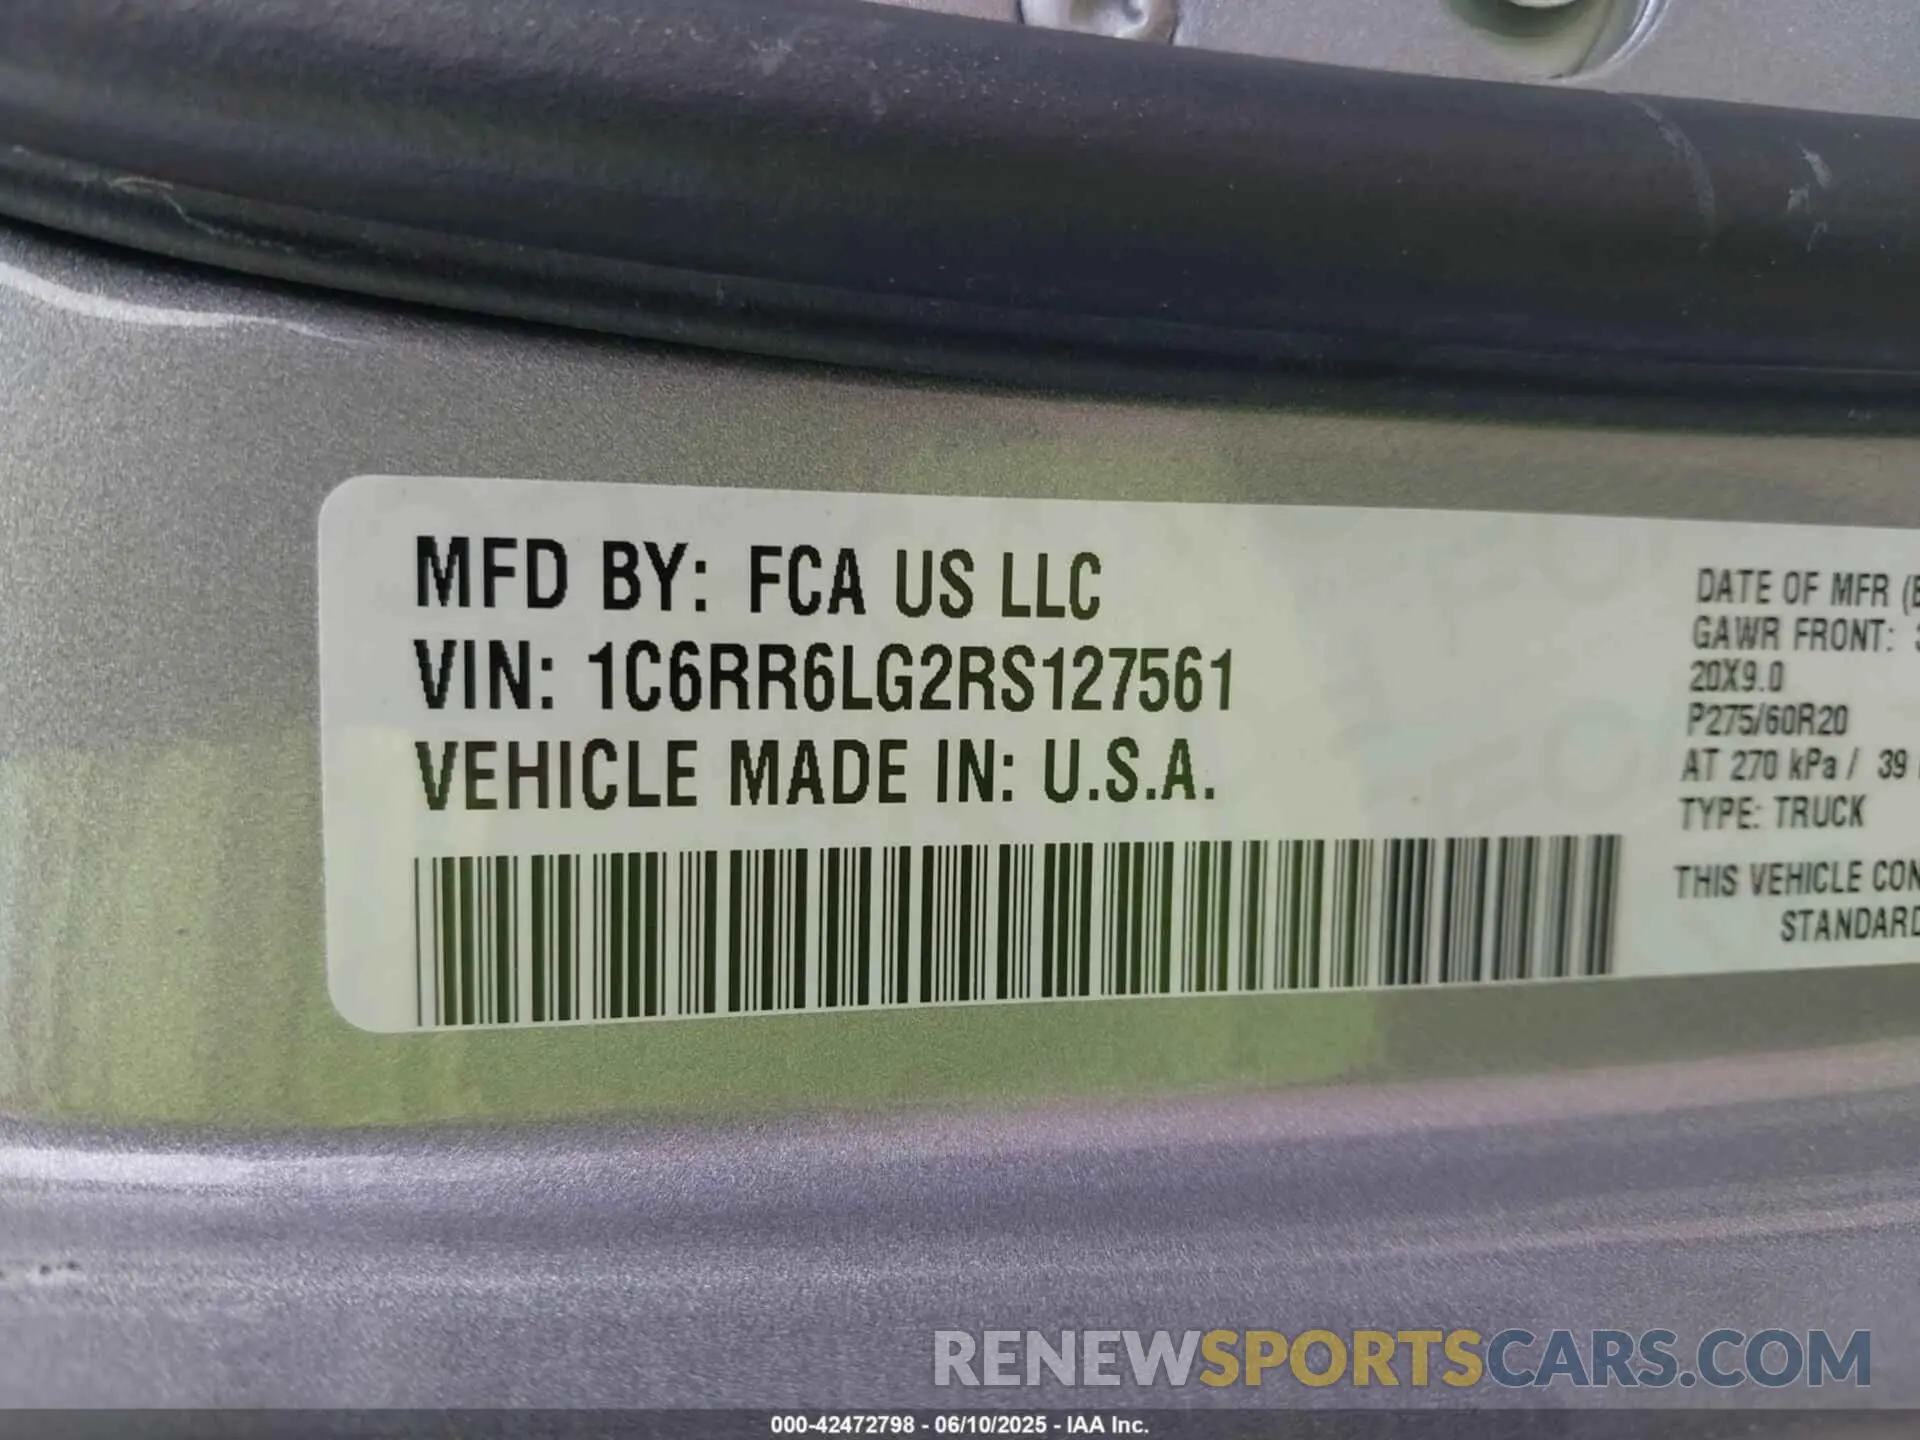 MFD BY: FCA US LLC
VIN: 1C6RR6LG2RS127561
VEHICLE MADE IN: U.S.A.
DATE OF MFR
GAWR FRONT:
20X9.0
P275/60R20
AT 270 kPa / 39
TYPE: TRUCK
THIS VEHICLE CON
STANDARD
RENEWSPORTSCARS.COM
000-42472798 - 06/10/2025 - IAA Inc.